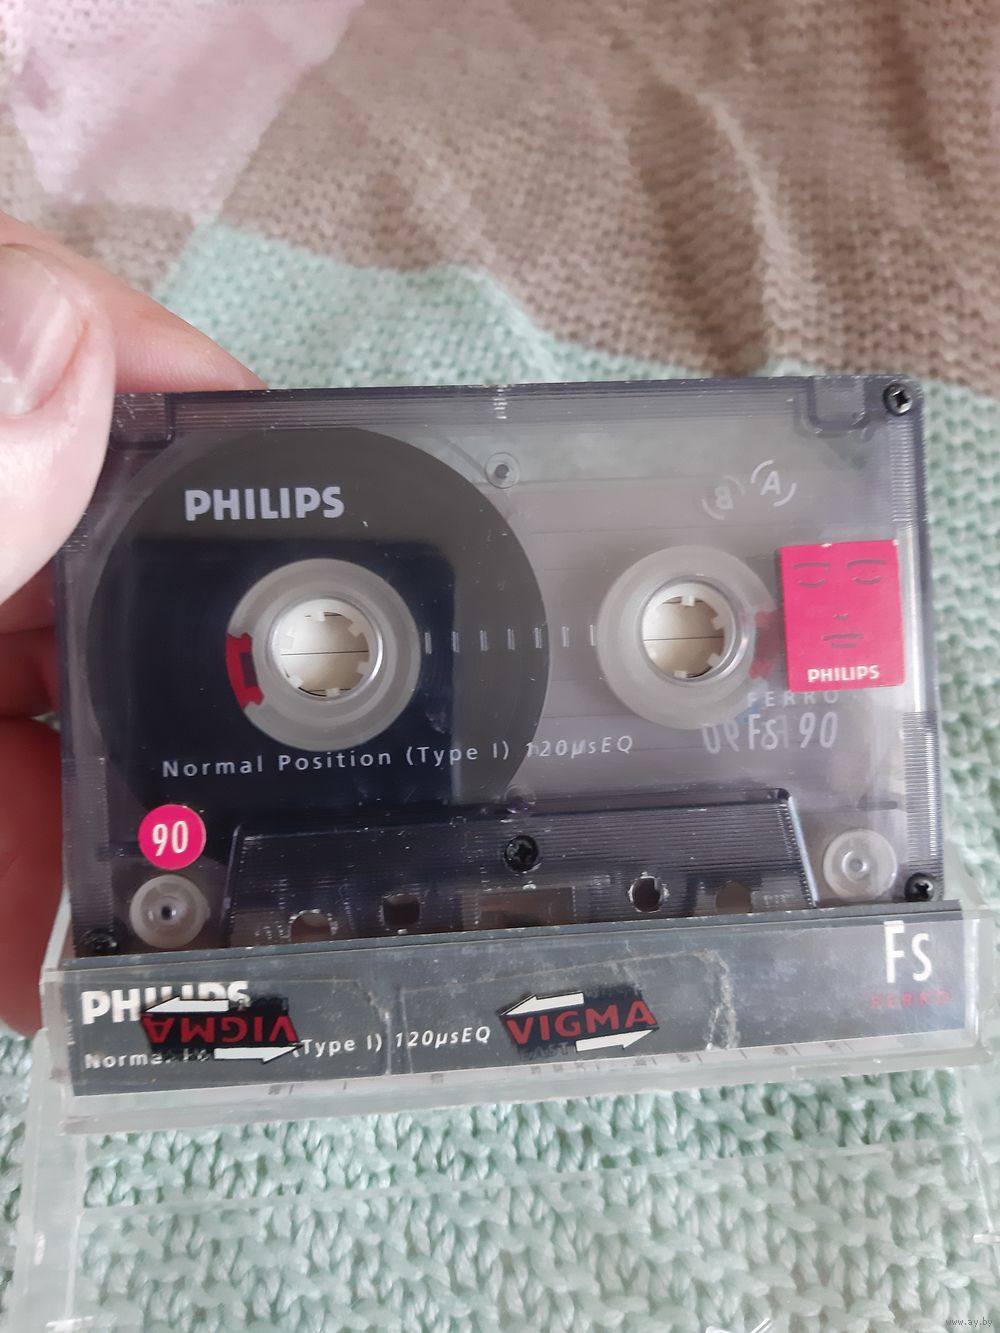 PHILIPS
B A
PHILIPS
FERRO
FS 90
Normal Position (Type I) 120µsEQ
90
PHILIPS
VIGMA
(Type I) 120µsEQ
VIGMA
EAST
FS
FERRO
www.ay.by